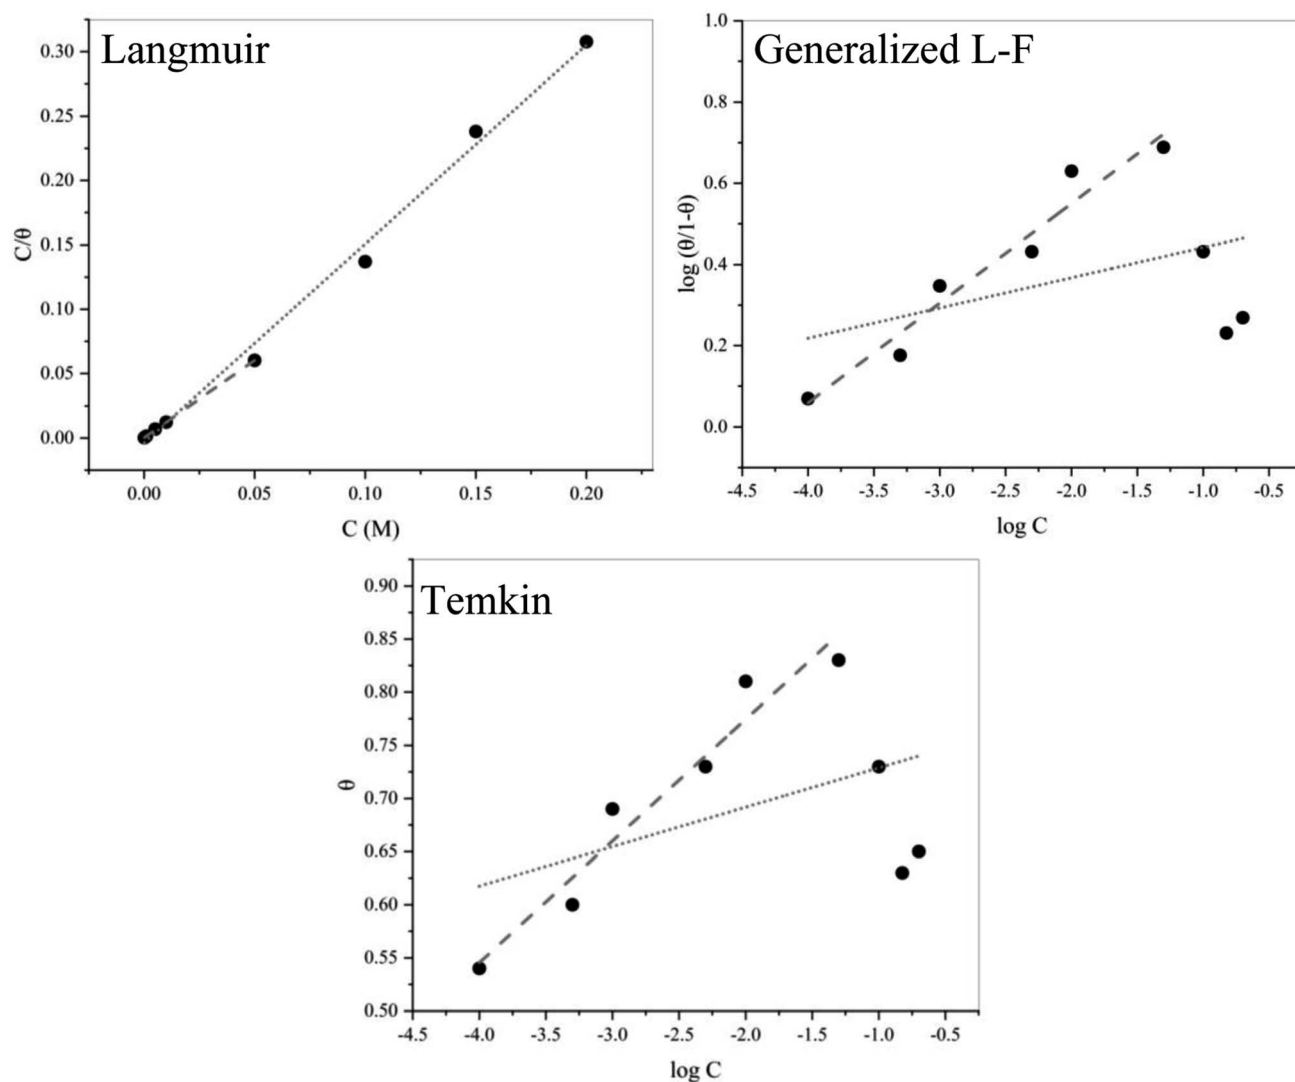 Langmuir
0.30
0.25
0.20
0.15
0.10
0.05
0.00
C/θ
0.00 0.05 0.10 0.15 0.20
C (M)
Generalized L-F
1.0
0.8
0.6
0.4
0.2
0.0
log (θ/1-θ)
-4.5 -4.0 -3.5 -3.0 -2.5 -2.0 -1.5 -1.0 -0.5
log C
Temkin
0.90
0.85
0.80
0.75
0.70
0.65
0.60
0.55
0.50
θ
-4.5 -4.0 -3.5 -3.0 -2.5 -2.0 -1.5 -1.0 -0.5
log C